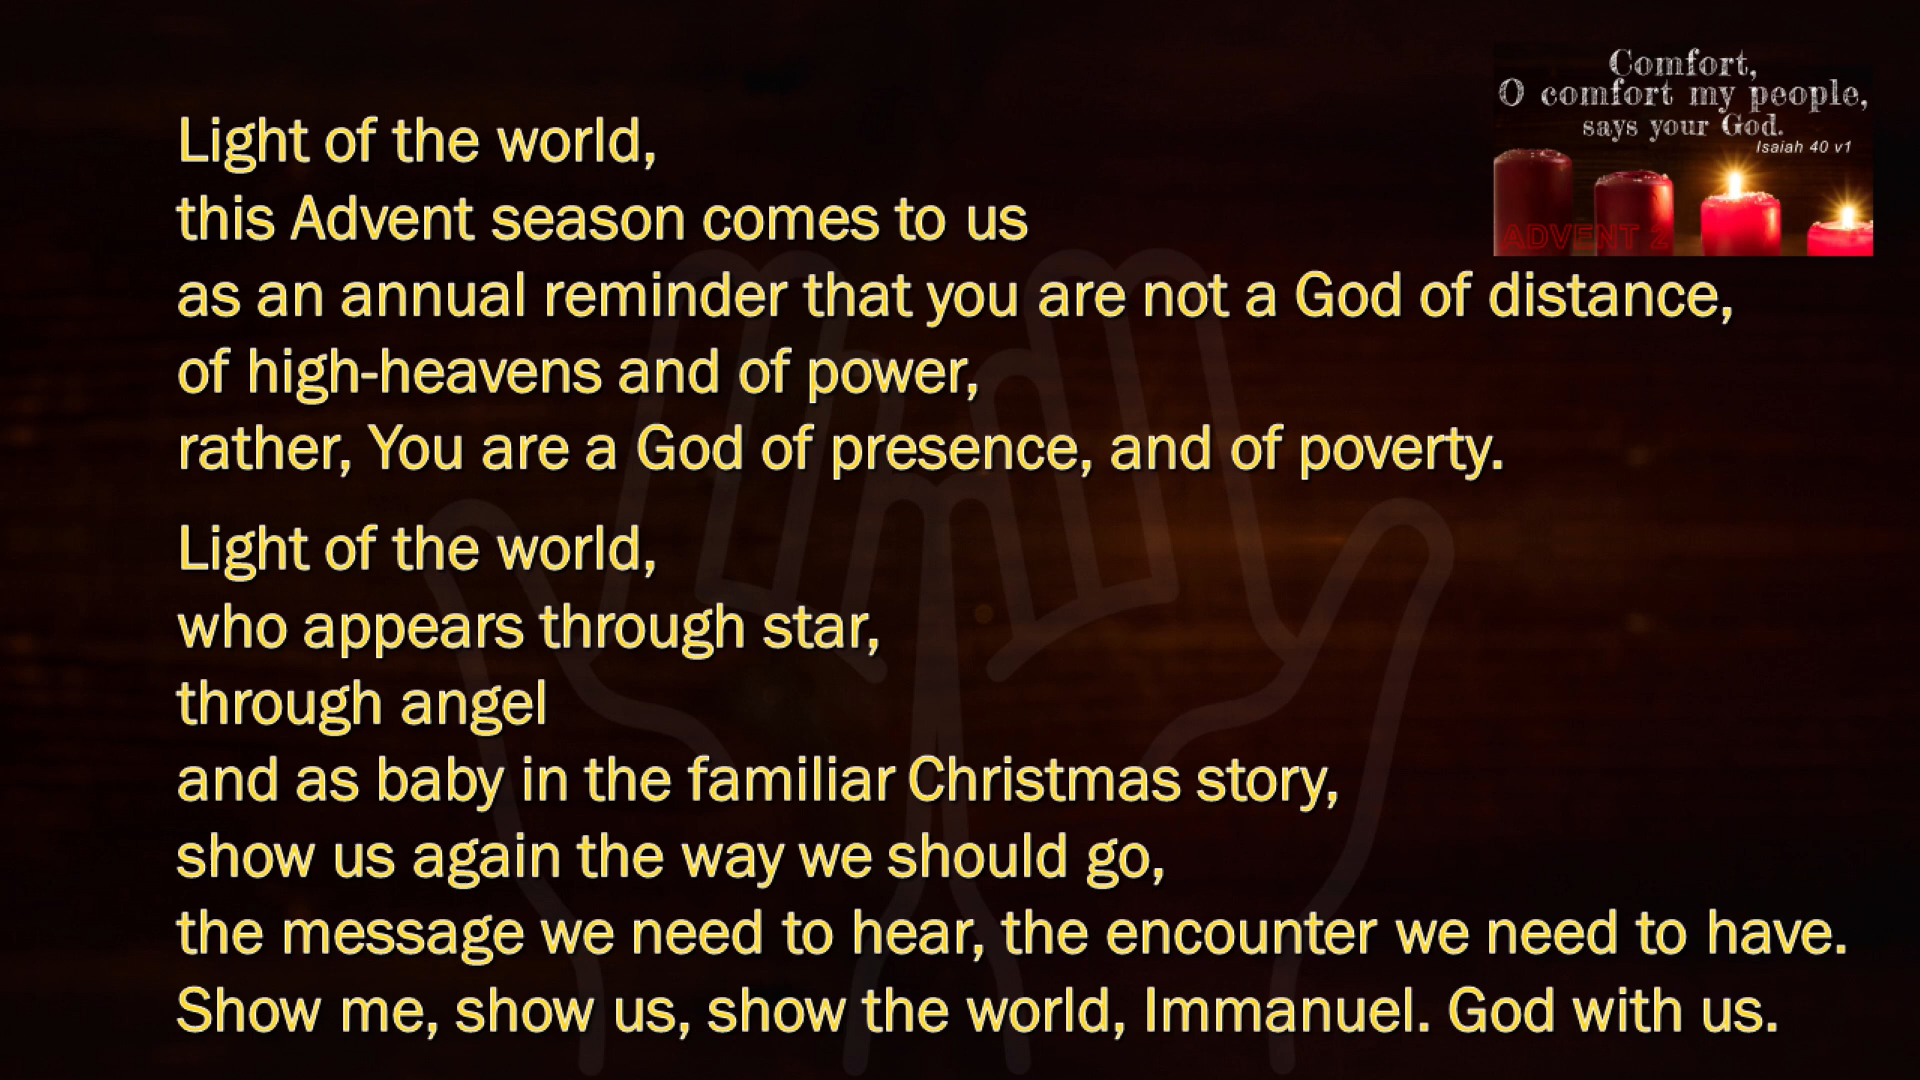 Comfort,
O comfort my people,
says your God.
Isaiah 40 v1
ADVENT 2
Light of the world,
this Advent season comes to us
as an annual reminder that you are not a God of distance,
of high-heavens and of power,
rather, You are a God of presence, and of poverty.
Light of the world,
who appears through star,
through angel
and as baby in the familiar Christmas story,
show us again the way we should go,
the message we need to hear, the encounter we need to have.
Show me, show us, show the world, Immanuel. God with us.